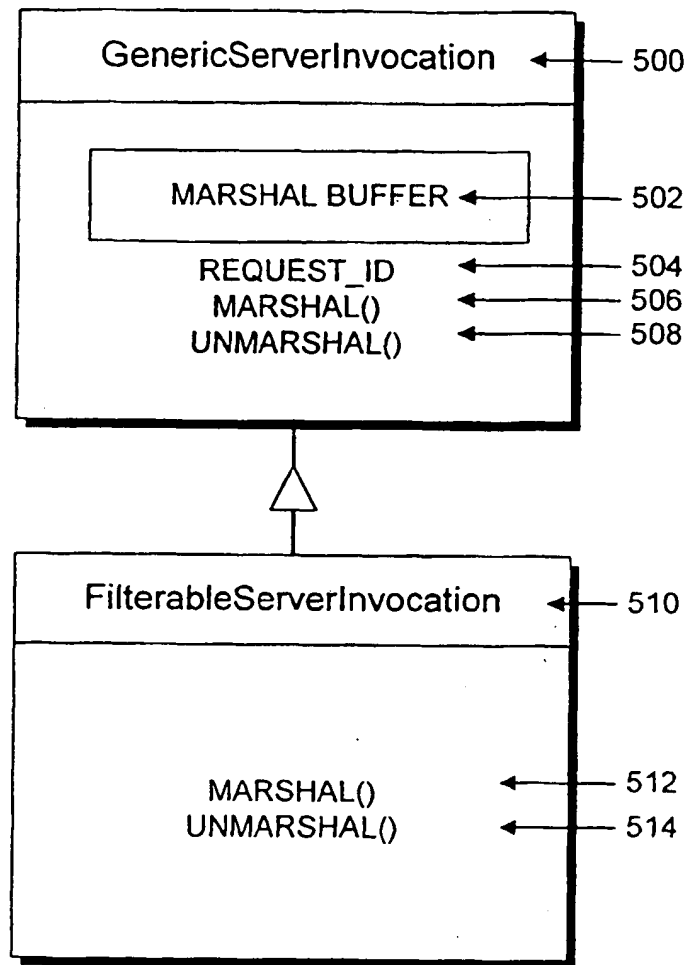 GenericServerInvocation 500
MARSHAL BUFFER 502
REQUEST_ID 504
MARSHAL() 506
UNMARSHAL() 508
FilterableServerInvocation 510
MARSHAL() 512
UNMARSHAL() 514